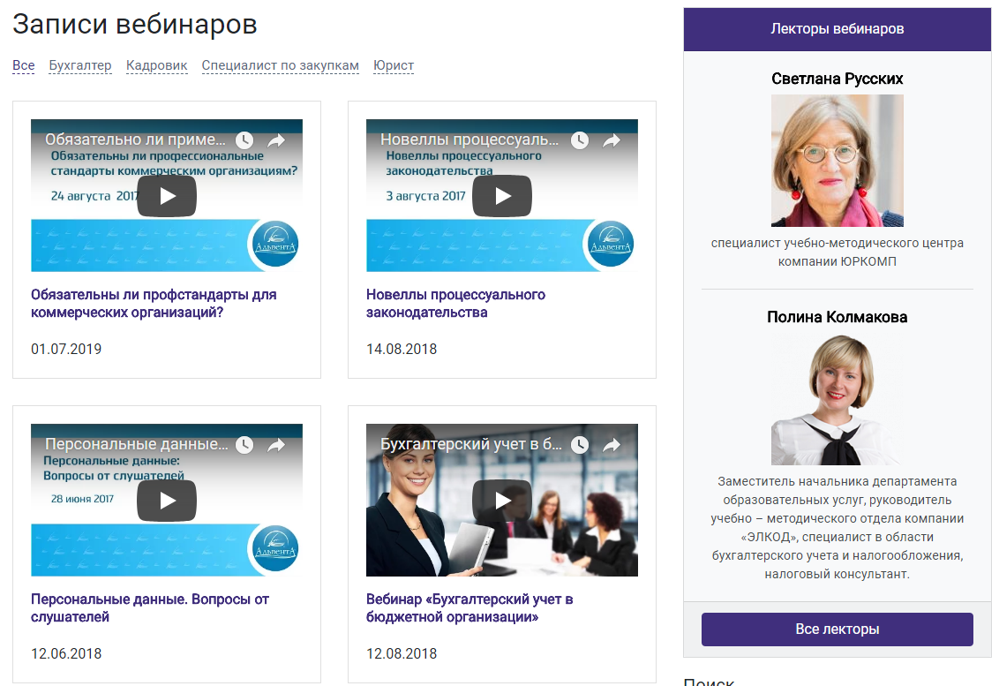 Записи вебинаров
Все Бухгалтер Кадровик Специалист по закупкам Юрист
Обязательно ли приме...
Обязательны ли профессиональные
стандарты коммерческим организациям?
24 августа 2017
АльвентА
Обязательны ли профстандарты для
коммерческих организаций?
01.07.2019
Новеллы процессуаль...
Новеллы процессуального
законодательства
3 августа 2017
АльвентА
Новеллы процессуального
законодательства
14.08.2018
Персональные данные...
Персональные данные:
Вопросы от слушателей
28 июня 2017
АльвентА
Персональные данные. Вопросы от
слушателей
12.06.2018
Бухгалтерский учет в б...
Вебинар «Бухгалтерский учет в
бюджетной организации»
12.08.2018
Лекторы вебинаров
Светлана Русских
специалист учебно-методического центра
компании ЮРКОМП
Полина Колмакова
Заместитель начальника департамента
образовательных услуг, руководитель
учебно – методического отдела компании
«ЭЛКОД», специалист в области
бухгалтерского учета и налогообложения,
налоговый консультант.
Все лекторы
Поиск